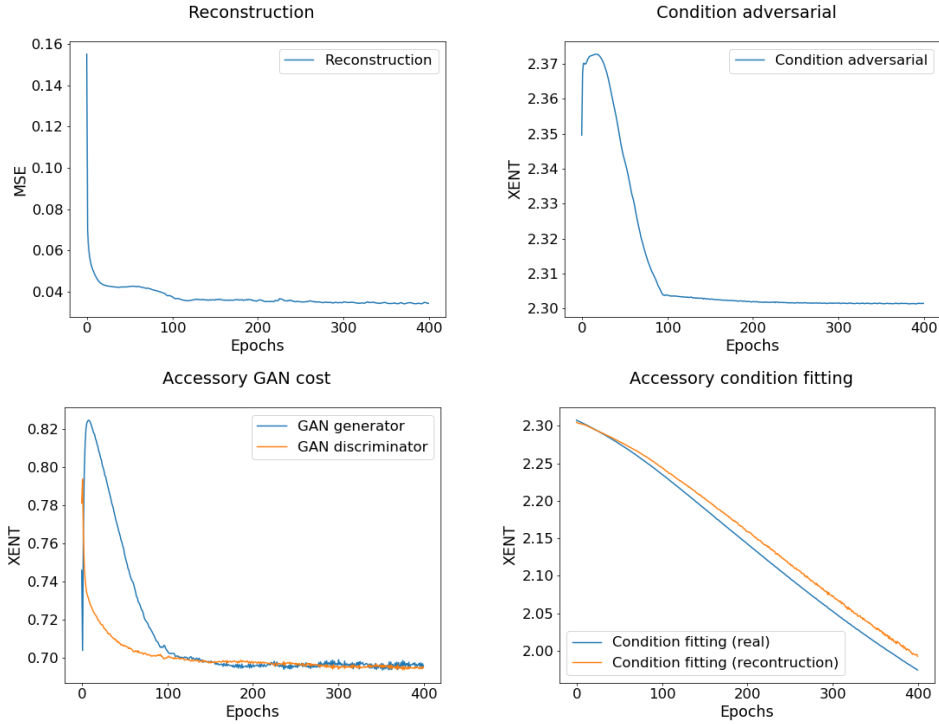 Reconstruction
0.16
0.14
0.12
0.10
0.08
0.06
0.04
MSE
Reconstruction
0
100
200
300
400
Epochs
Condition adversarial
2.37
2.36
2.35
2.34
2.33
2.32
2.31
2.30
XENT
Condition adversarial
0
100
200
300
400
Epochs
Accessory GAN cost
0.82
0.80
0.78
0.76
0.74
0.72
0.70
XENT
GAN generator
GAN discriminator
0
100
200
300
400
Epochs
Accessory condition fitting
2.30
2.25
2.20
2.15
2.10
2.05
2.00
XENT
Condition fitting (real)
Condition fitting (recontruction)
0
100
200
300
400
Epochs